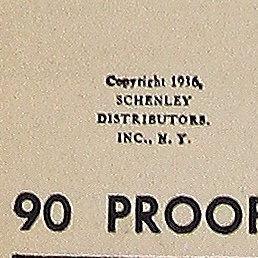 Copyright 1936,
SCHENLEY
DISTRIBUTORS,
INC., N. Y.
90 PROOF